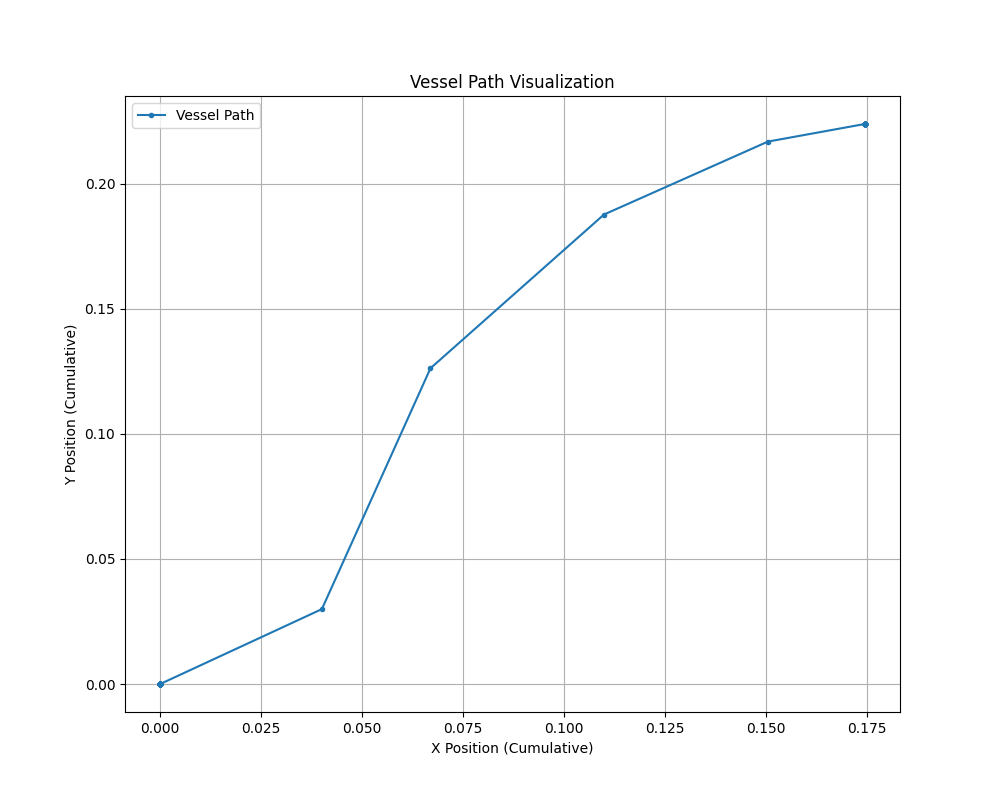 Vessel Path Visualization
Vessel Path
Y Position (Cumulative)
0.20
0.15
0.10
0.05
0.00
0.000 0.025 0.050 0.075 0.100 0.125 0.150 0.175
X Position (Cumulative)